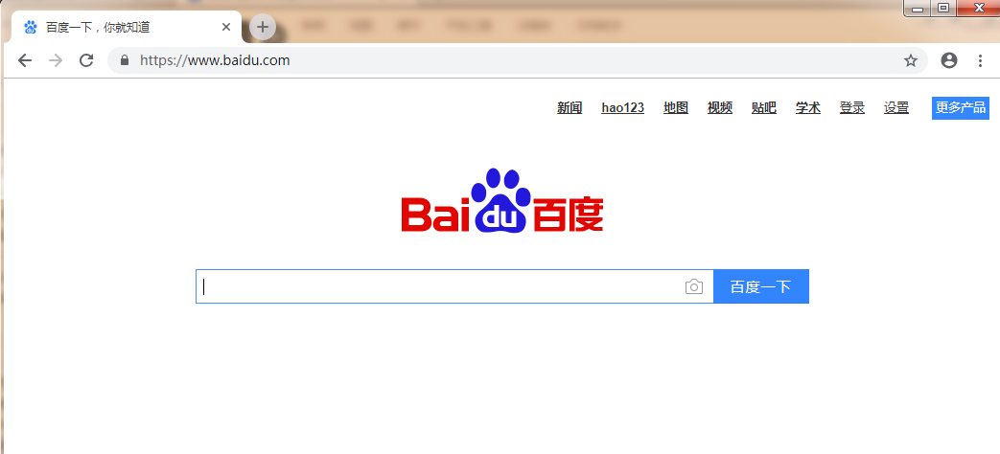 百度一下，你就知道
https://www.baidu.com
新闻 hao123 地图 视频 贴吧 学术 登录 设置 更多产品
Bai du 百度
百度一下